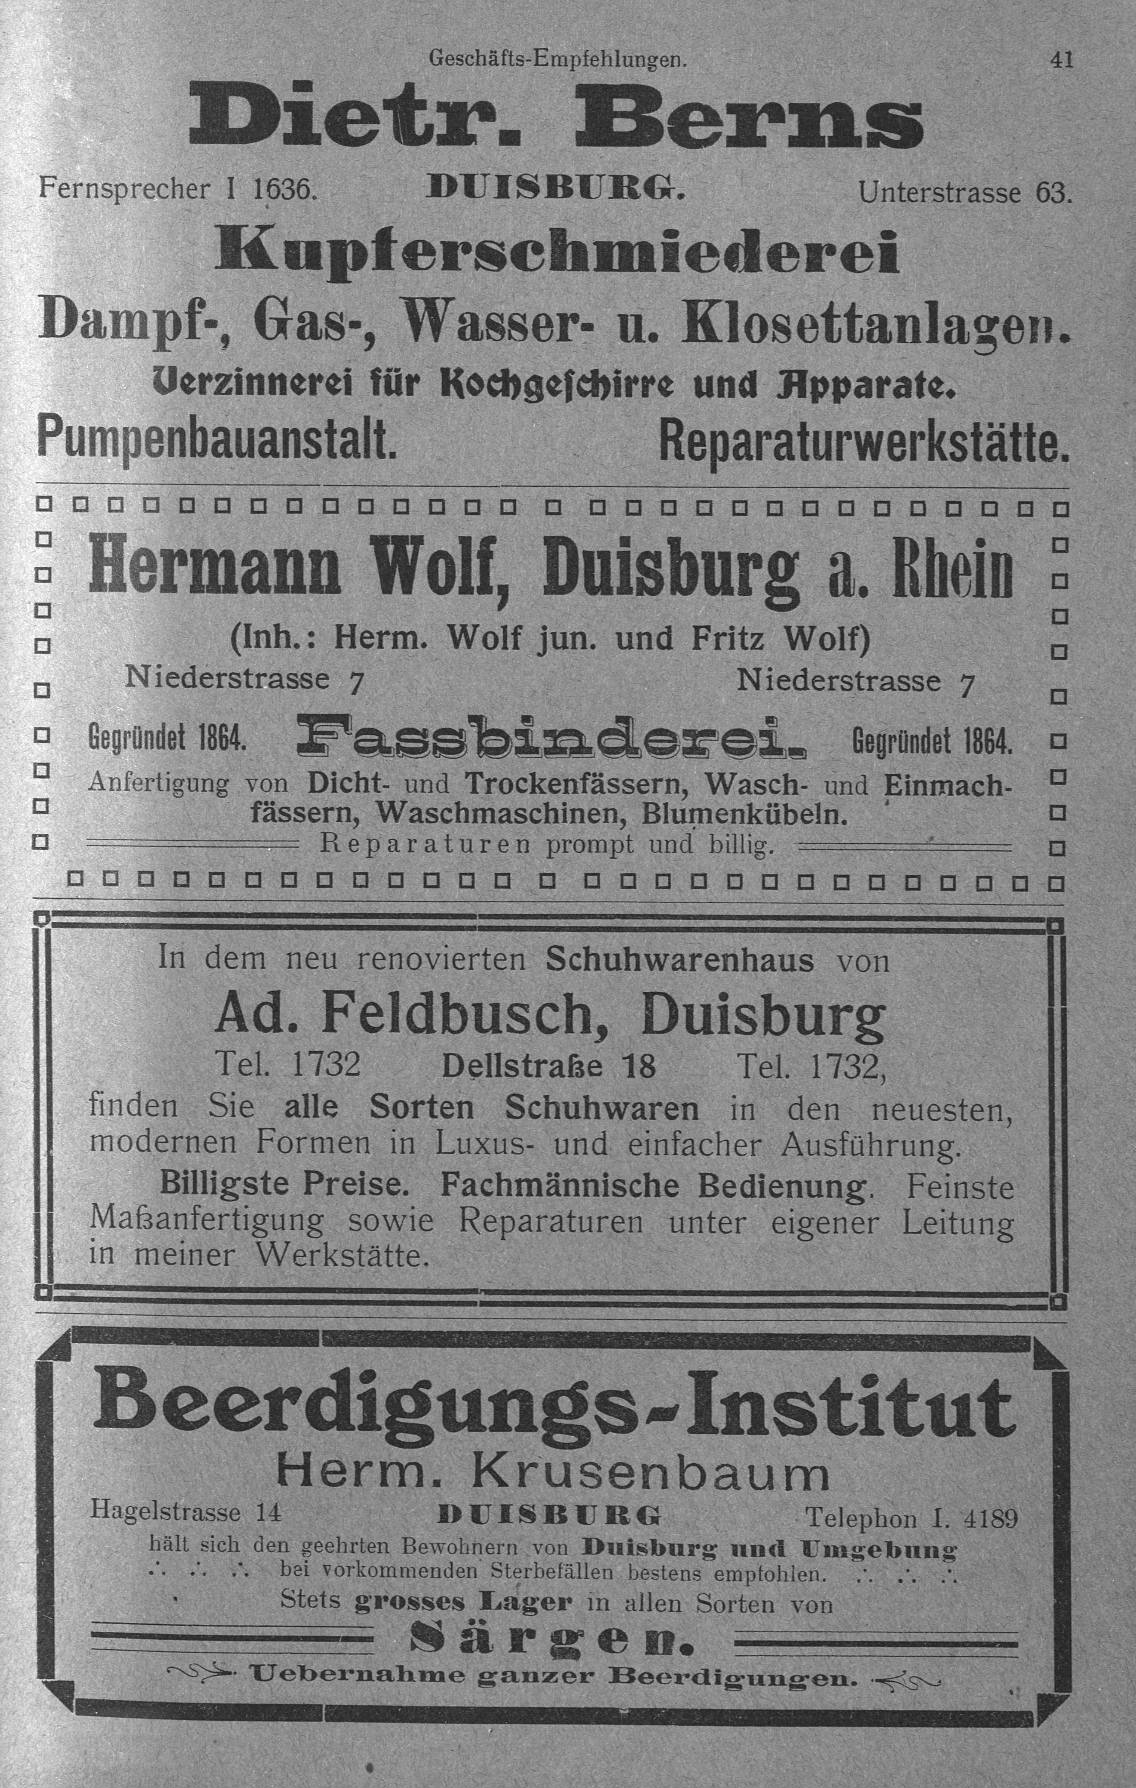 Geschäfts-Empfehlungen. 41
Dietr. Berns
Fernsprecher I 1636. DUISBURG. Unterstrasse 63.
Kupferschmiederei
Dampf-, Gas-, Wasser- u. Klosettanlagen.
Verzinnerei für Kochgeschirre und Apparate.
Pumpenbauanstalt. Reparaturwerkstätte.
Hermann Wolf, Duisburg a. Rhein
(Inh.: Herm. Wolf jun. und Fritz Wolf)
Niederstrasse 7 Niederstrasse 7
Gegründet 1864. Fassbinderei. Gegründet 1864.
Anfertigung von Dicht- und Trockenfässern, Wasch- und Einmach-
fässern, Waschmaschinen, Blumenkübeln.
Reparaturen prompt und billig.
In dem neu renovierten Schuhwarenhaus von
Ad. Feldbusch, Duisburg
Tel. 1732 Dellstraße 18 Tel. 1732,
finden Sie alle Sorten Schuhwaren in den neuesten,
modernen Formen in Luxus- und einfacher Ausführung.
Billigste Preise. Fachmännische Bedienung. Feinste
Maßanfertigung sowie Reparaturen unter eigener Leitung
in meiner Werkstätte.
Beerdigungs-Institut
Herm. Krusenbaum
Hagelstrasse 14 DUISBURG Telephon I. 4189
hält sich den geehrten Bewohnern von Duisburg und Umgebung
∴ ∴ ∴ bei vorkommenden Sterbefällen bestens empfohlen. ∴ ∴ ∴
Stets grosses Lager in allen Sorten von
Särgen.
Uebernahme ganzer Beerdigungen.